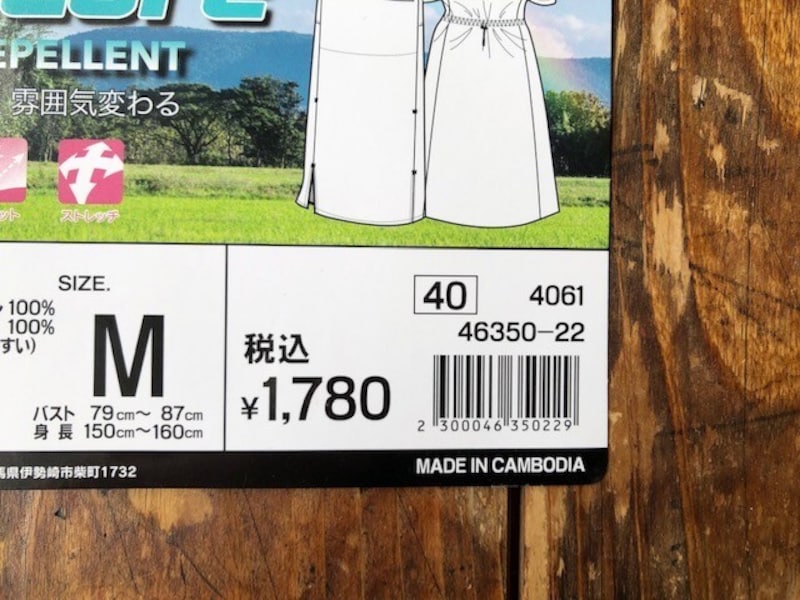 EPELLENT
雰囲気変わる
ット
ストレッチ
SIZE.
100%
100%
すい)
M
バスト 79cm〜 87cm
身 長 150cm〜160cm
税込
¥1,780
40 4061
46350-22
2 300046 350229
馬県伊勢崎市柴町1732
MADE IN CAMBODIA